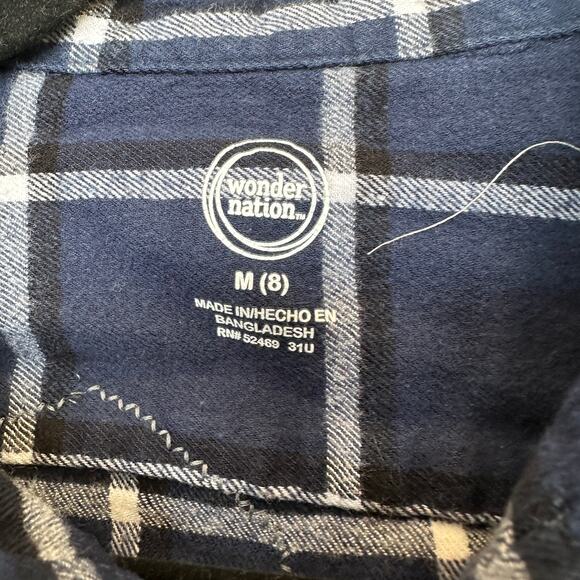 wonder
nation™
M (8)
MADE IN/HECHO EN
BANGLADESH
RN# 52469 31U